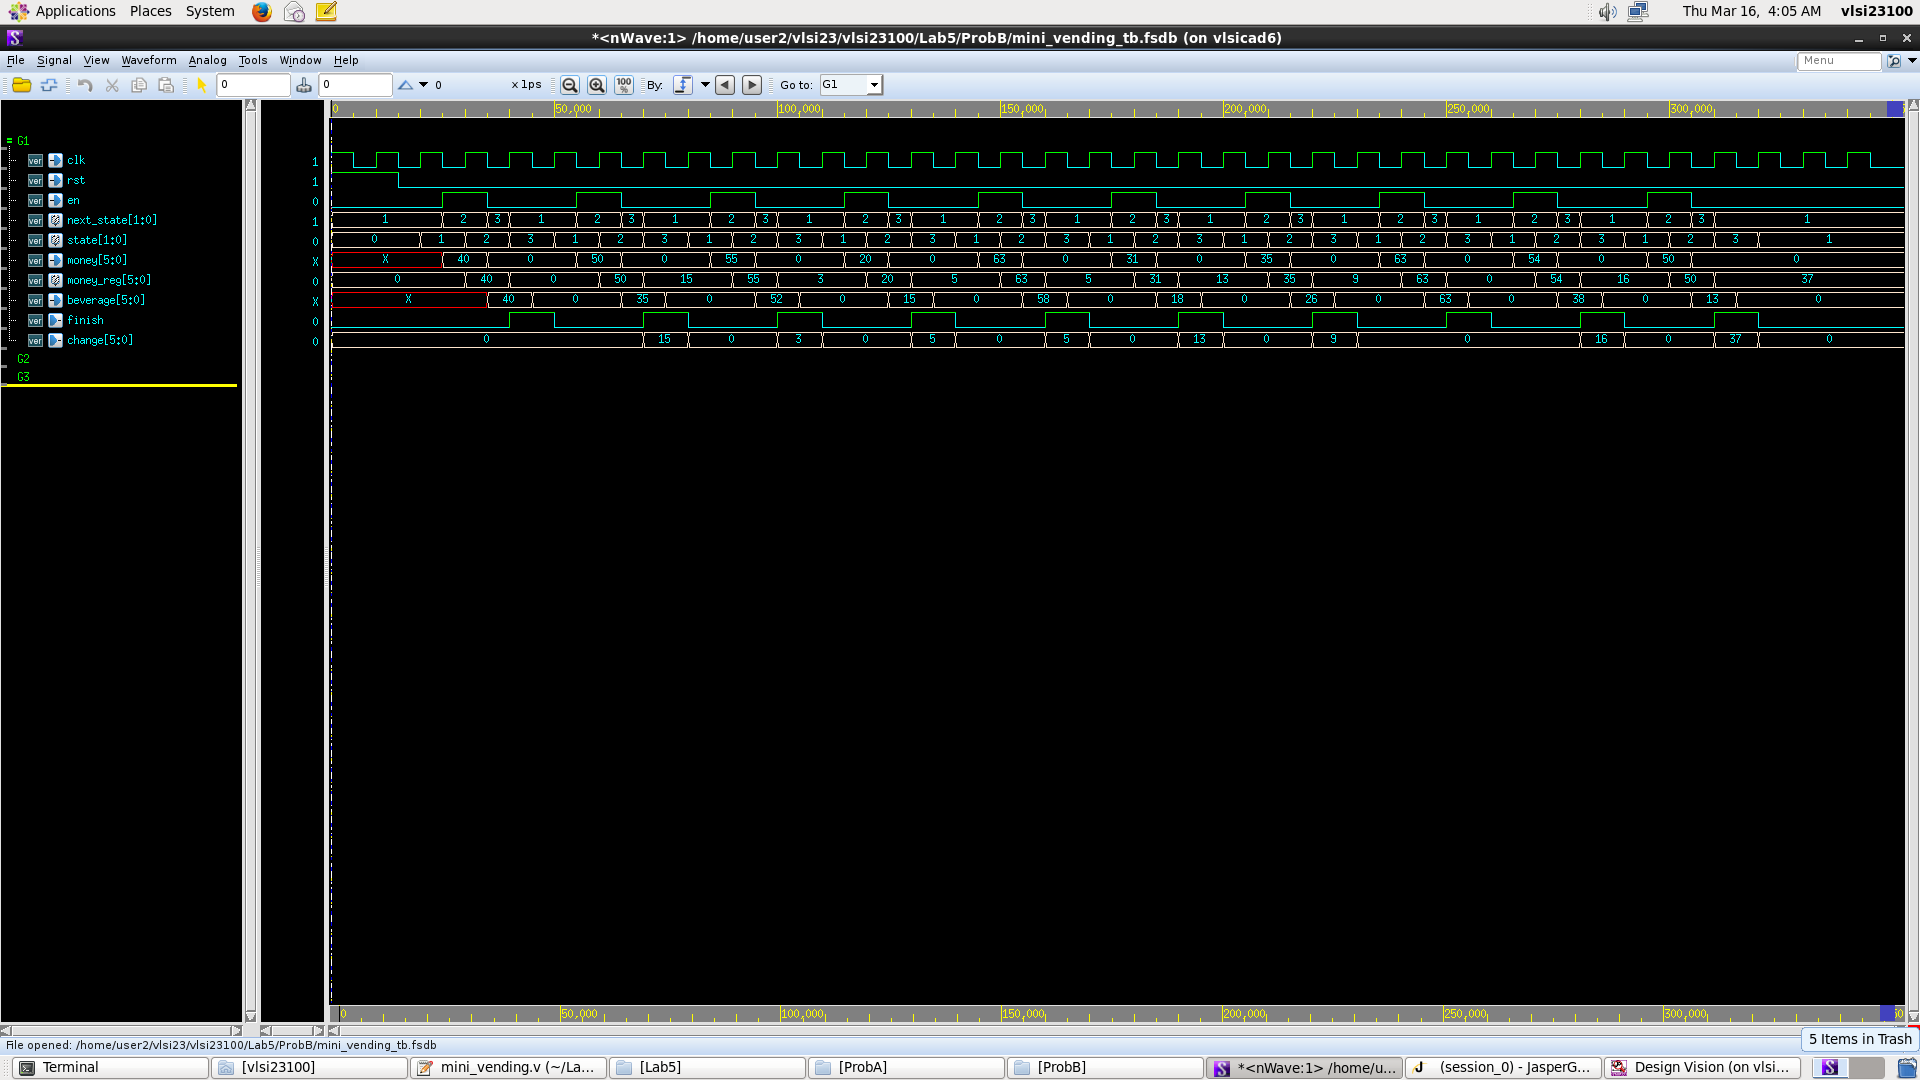 Applications Places System Thu Mar 16, 4:05 AM vlsi23100
*<nWave:1> /home/user2/vlsi23/vlsi23100/Lab5/ProbB/mini_vending_tb.fsdb (on vlsicad6)
File Signal View Waveform Analog Tools Window Help Menu
0 0 0 x 1ps 100 % By: Go to: G1
0 50,000 100,000 150,000 200,000 250,000 300,000
G1
ver clk 1
ver rst 1
ver en 0
ver next_state[1:0] 1 1 2 3 1 2 3 1 2 3 1 2 3 1 2 3 1 2 3 1 2 3 1 2 3 1 2 3 1 2 3 1
ver state[1:0] 0 0 1 2 3 1 2 3 1 2 3 1 2 3 1 2 3 1 2 3 1 2 3 1 2 3 1 2 3 1 2 3 1
ver money[5:0] X X 40 0 50 0 55 0 20 0 63 0 31 0 35 0 63 0 54 0 50 0
ver money_reg[5:0] 0 0 40 0 50 15 55 3 20 5 63 5 31 13 35 9 63 0 54 16 50 37
ver beverage[5:0] X X 40 0 35 0 52 0 15 0 58 0 18 0 26 0 63 0 38 0 13 0
ver finish 0
ver change[5:0] 0 0 15 0 3 0 5 0 5 0 13 0 9 0 16 0 37 0
G2
G3
0 50,000 100,000 150,000 200,000 250,000 300,000
File opened: /home/user2/vlsi23/vlsi23100/Lab5/ProbB/mini_vending_tb.fsdb
5 Items in Trash
Terminal [vlsi23100] mini_vending.v (~/La... [Lab5] [ProbA] [ProbB] *<nWave:1> /home/u... (session_0) - JasperG... Design Vision (on vlsi...